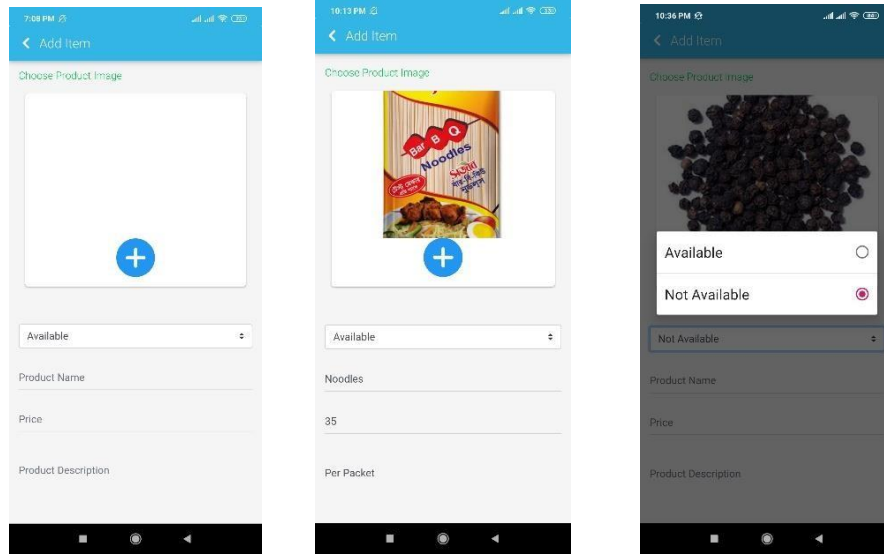 7:08 PM
Add Item
Choose Product Image
Available
Product Name
Price
Product Description
10:13 PM
Add Item
Choose Product Image
Bar B Q
Noodles
Available
Noodles
35
Per Packet
10:36 PM
Add Item
Choose Product Image
Available
Not Available
Not Available
Product Name
Price
Product Description